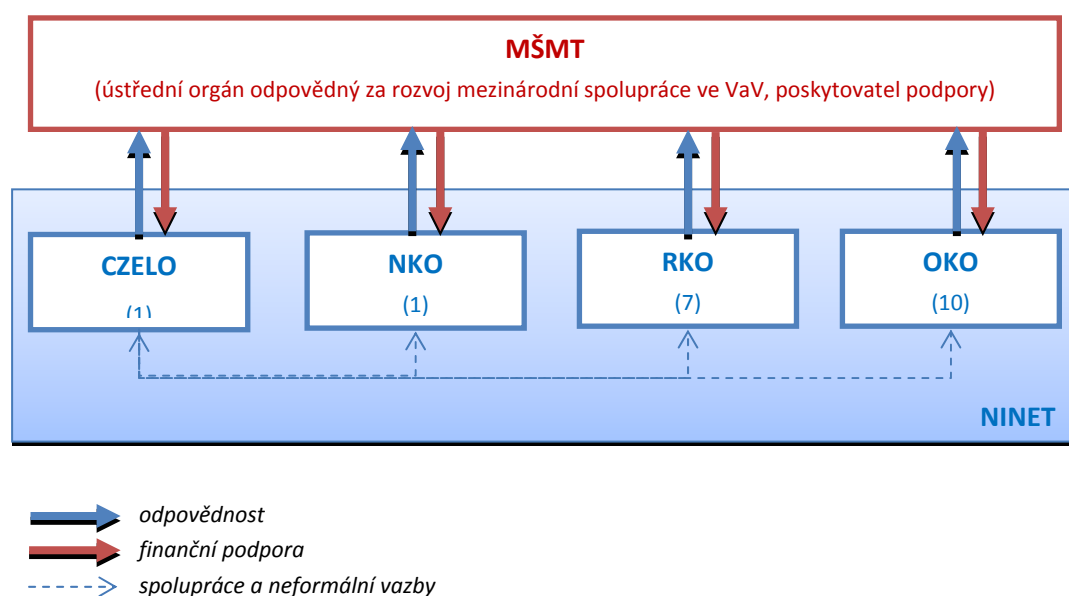 MŠMT
(ústřední orgán odpovědný za rozvoj mezinárodní spolupráce ve VaV, poskytovatel podpory)
CZELO
(1)
NKO
(1)
RKO
(7)
OKO
(10)
NINET
odpovědnost
finanční podpora
spolupráce a neformální vazby